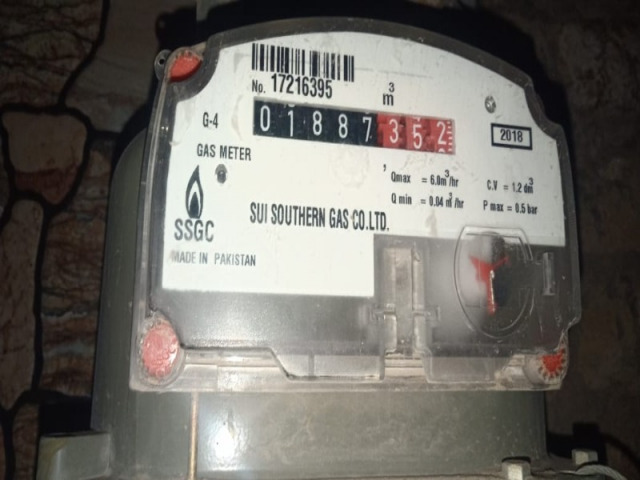 No. 17216395
m3
G-4
01887352
2018
GAS METER
Qmax = 6.0m3/hr
C.V = 1.2 dm3
Q min = 0.04 m3/hr
P max = 0.5 bar
SUI SOUTHERN GAS CO.LTD.
SSGC
MADE IN PAKISTAN